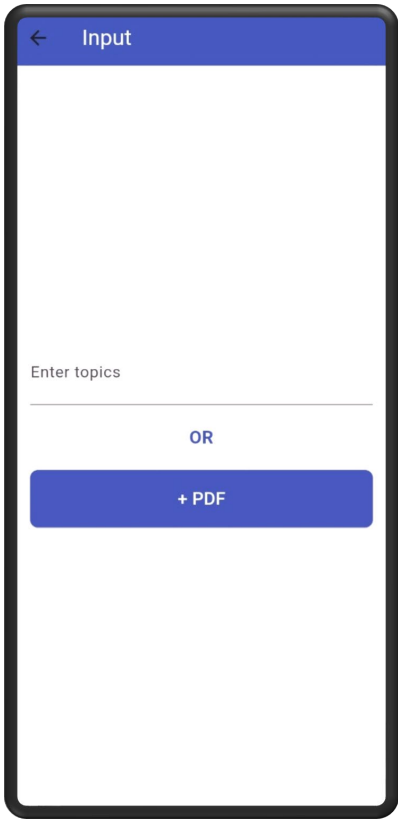 Input
Enter topics
OR
+ PDF